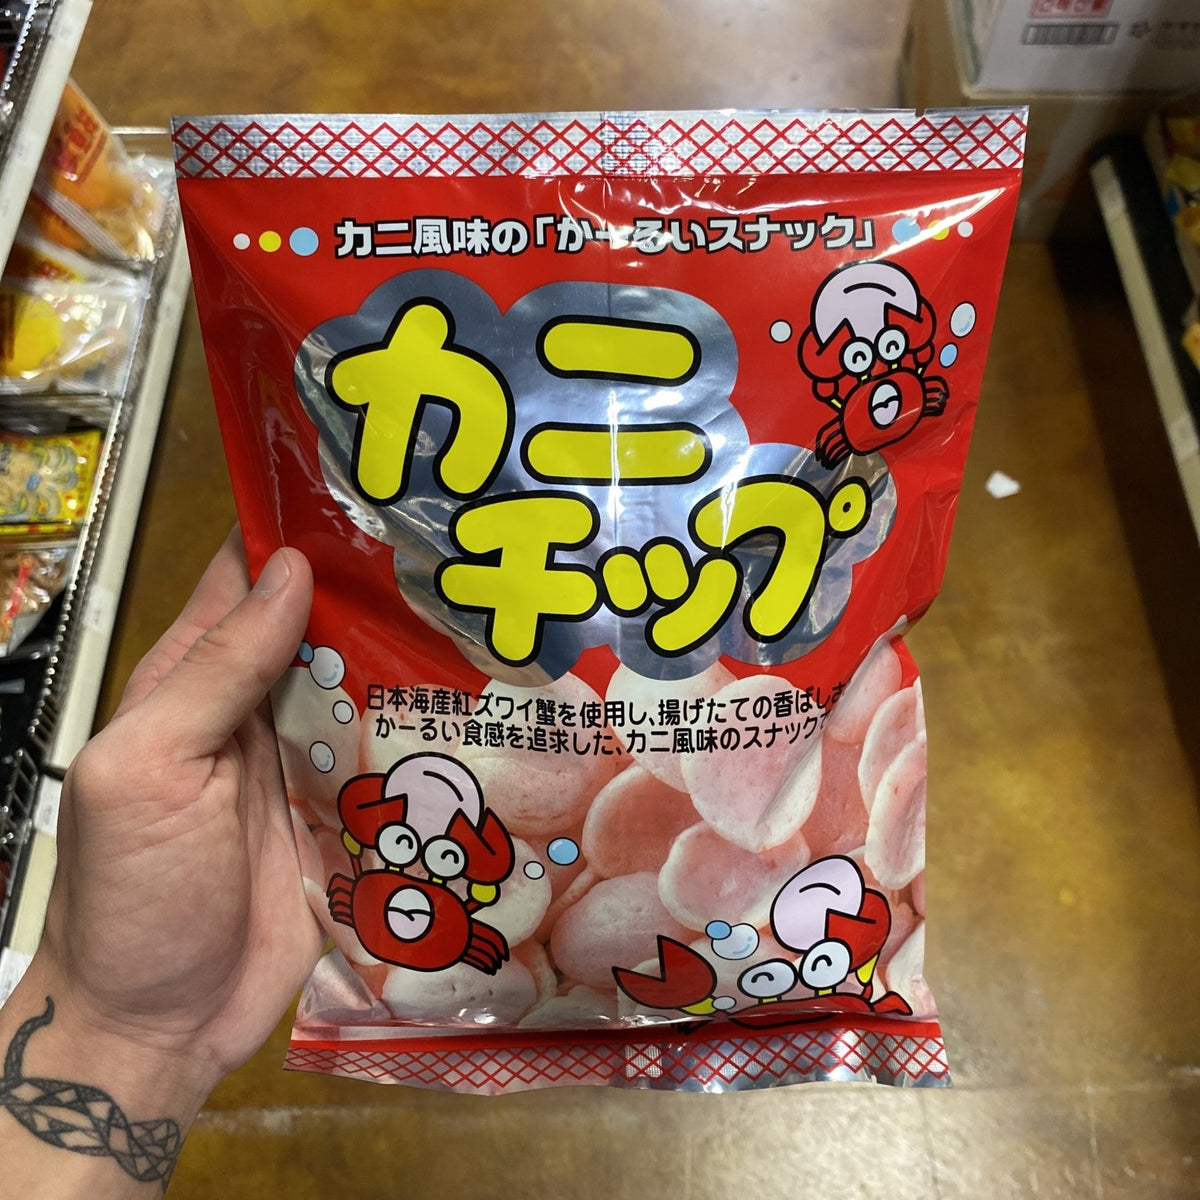 カニ風味の「かーるいスナック」
カニ
チップ
日本海産紅ズワイ蟹を使用し、揚げたての香ばしさ
かーるい食感を追求した、カニ風味のスナックで